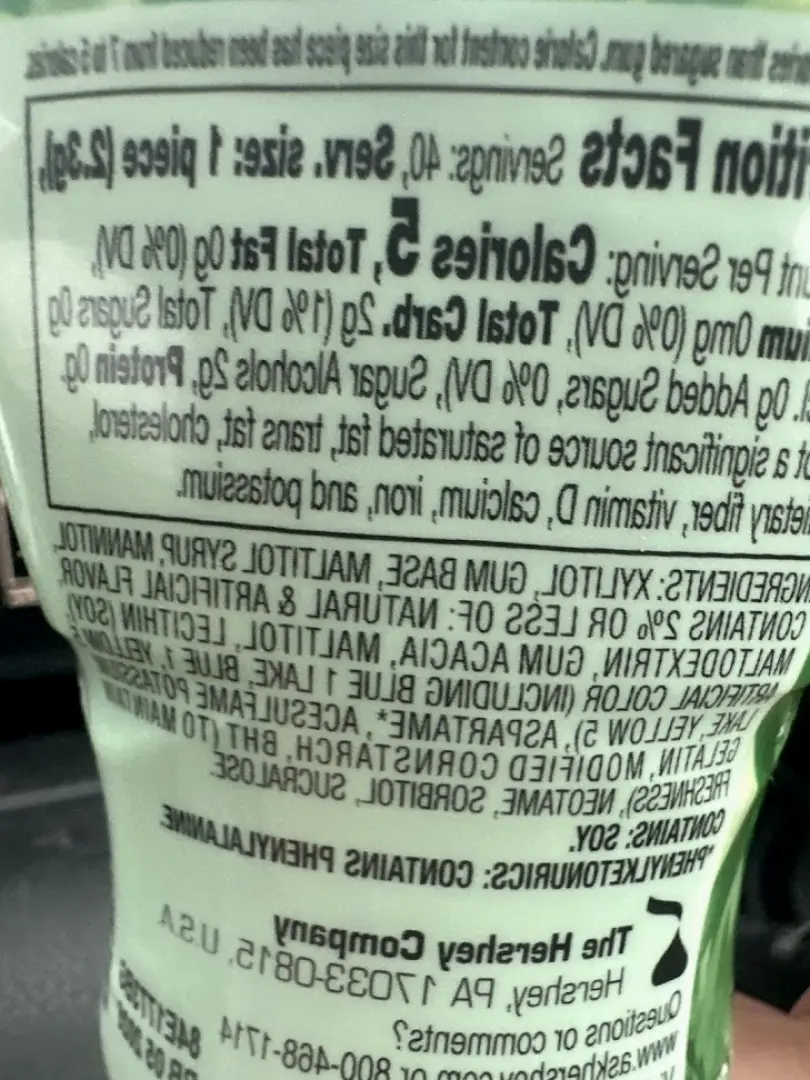 than sugared gum. Calorie content for this size piece has been reduced from 7 to 5 calories.
ition Facts Servings: 40, Serv. size: 1 piece (2.3g),
nt Per Serving: Calories 5, Total Fat 0g (0% DV),
ium 0mg (0% DV), Total Carb. 2g (1% DV), Total Sugars 0g
l. 0g Added Sugars, 0% DV), Sugar Alcohols 2g, Protein 0g.
ot a significant source of saturated fat, trans fat, cholesterol,
ietary fiber, vitamin D, calcium, iron, and potassium.
INGREDIENTS: XYLITOL, GUM BASE, MALTITOL SYRUP, MANNITOL,
CONTAINS 2% OR LESS OF: NATURAL & ARTIFICIAL FLAVOR,
MALTODEXTRIN, GUM ACACIA, MALTITOL, LECITHIN (SOY),
ARTIFICIAL COLOR (INCLUDING BLUE 1 LAKE, BLUE 1, YELLOW 5
LAKE, YELLOW 5), ASPARTAME*, ACESULFAME POTASSIUM,
GELATIN, MODIFIED CORNSTARCH, BHT (TO MAINTAIN
FRESHNESS), NEOTAME, SORBITOL, SUCRALOSE.
CONTAINS: SOY.
*PHENYLKETONURICS: CONTAINS PHENYLALANINE
The Hershey Company
Hershey, PA 17033-0815, U.S.A.
Questions or comments?
www.askhershey.com or 800-468-1714